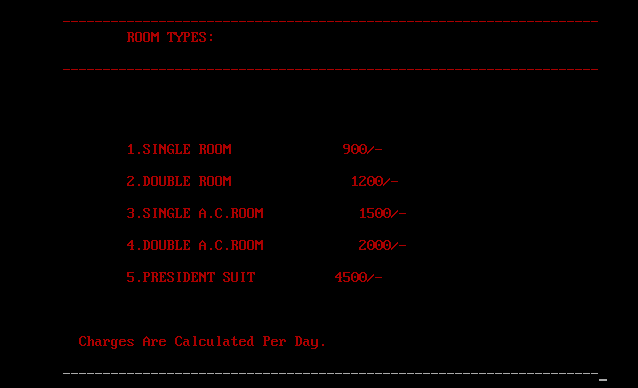 ROOM TYPES:
1.SINGLE ROOM 900/-
2.DOUBLE ROOM 1200/-
3.SINGLE A.C.ROOM 1500/-
4.DOUBLE A.C.ROOM 2000/-
5.PRESIDENT SUIT 4500/-
Charges Are Calculated Per Day.